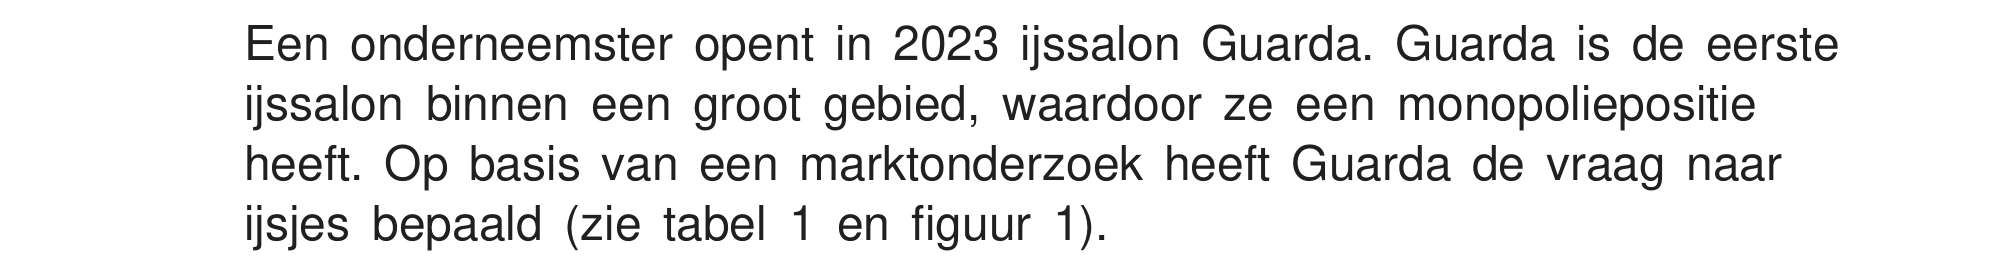 Een onderneemster opent in 2023 ijssalon Guarda. Guarda is de eerste
ijssalon binnen een groot gebied, waardoor ze een monopoliepositie
heeft. Op basis van een marktonderzoek heeft Guarda de vraag naar
ijsjes bepaald (zie tabel 1 en figuur 1).